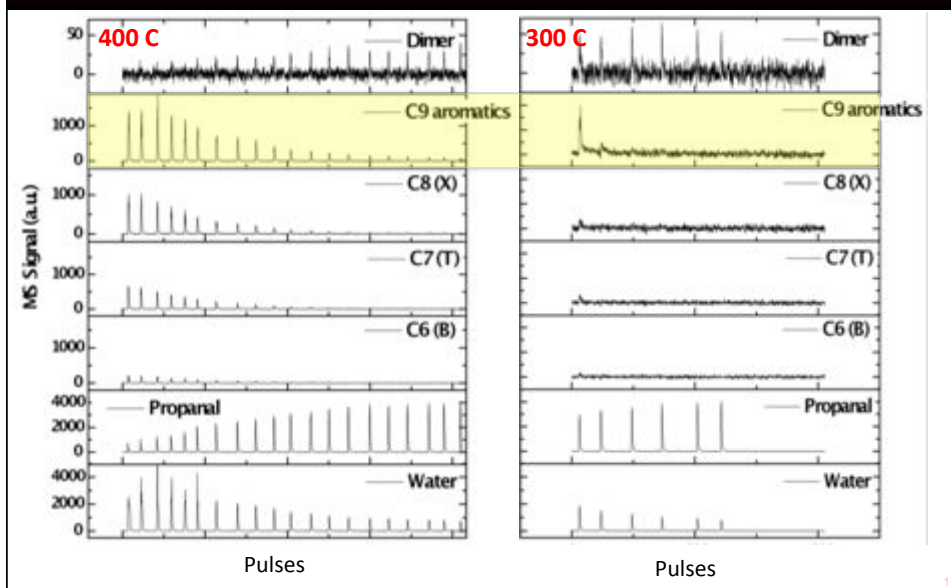 400 C
50
0
Dimer
1000
0
C9 aromatics
1000
0
C8 (X)
1000
0
C7 (T)
1000
0
C6 (B)
4000
2000
0
Propanal
4000
2000
0
Water
MS Signal (a.u.)
Pulses
300 C
Dimer
C9 aromatics
C8 (X)
C7 (T)
C6 (B)
Propanal
Water
Pulses